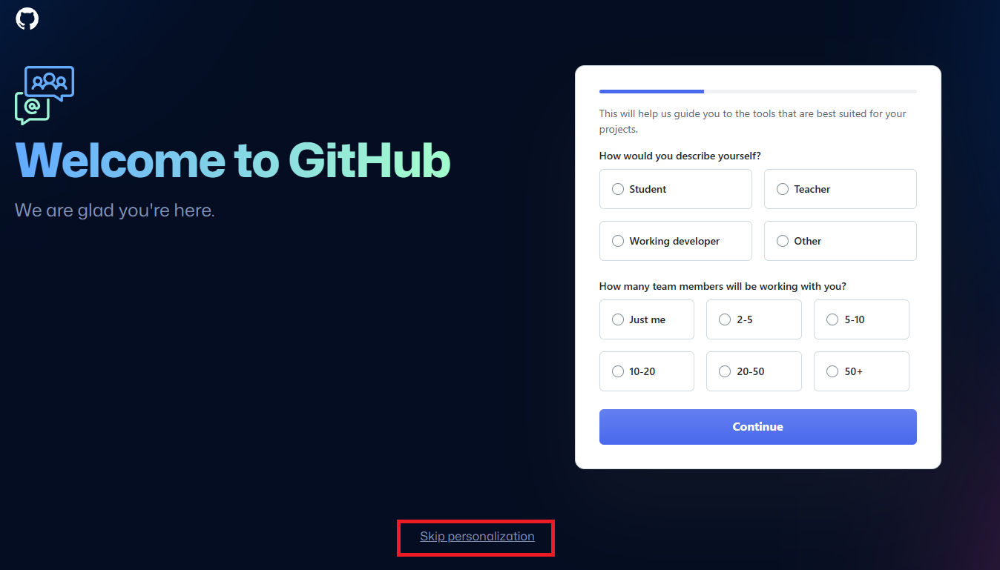 @
Welcome to GitHub
We are glad you're here.
This will help us guide you to the tools that are best suited for your
projects.
How would you describe yourself?
Student
Teacher
Working developer
Other
How many team members will be working with you?
Just me
2-5
5-10
10-20
20-50
50+
Continue
Skip personalization